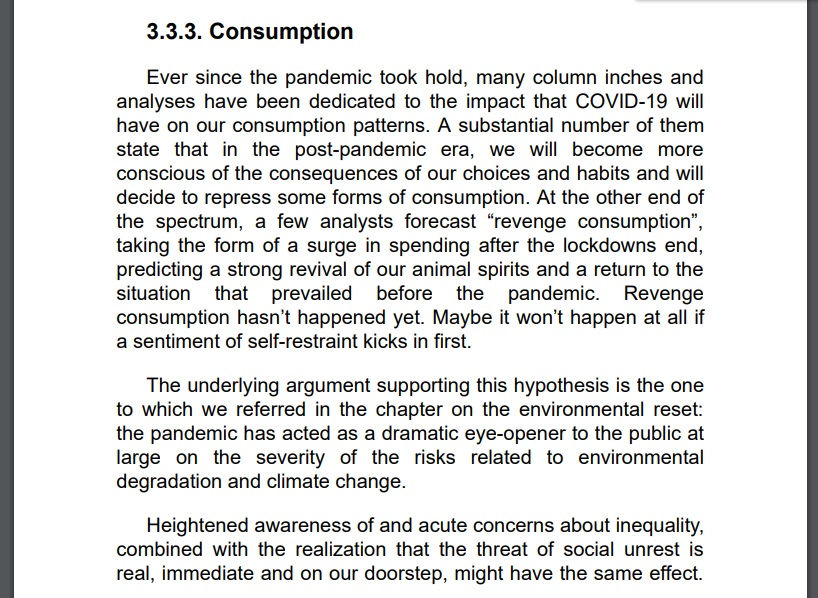 3.3.3. Consumption
Ever since the pandemic took hold, many column inches and
analyses have been dedicated to the impact that COVID-19 will
have on our consumption patterns. A substantial number of them
state that in the post-pandemic era, we will become more
conscious of the consequences of our choices and habits and will
decide to repress some forms of consumption. At the other end of
the spectrum, a few analysts forecast “revenge consumption”,
taking the form of a surge in spending after the lockdowns end,
predicting a strong revival of our animal spirits and a return to the
situation that prevailed before the pandemic. Revenge
consumption hasn’t happened yet. Maybe it won’t happen at all if
a sentiment of self-restraint kicks in first.
The underlying argument supporting this hypothesis is the one
to which we referred in the chapter on the environmental reset:
the pandemic has acted as a dramatic eye-opener to the public at
large on the severity of the risks related to environmental
degradation and climate change.
Heightened awareness of and acute concerns about inequality,
combined with the realization that the threat of social unrest is
real, immediate and on our doorstep, might have the same effect.